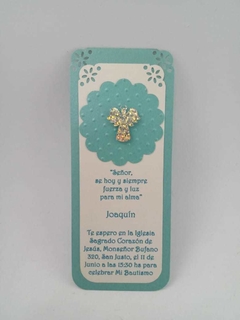 "Señor,
se hoy y siempre
fuerza y luz
para mi alma"
Joaquín
Te espero en la Iglesia
Sagrado Corazón de
Jesús, Monseñor Bufano
320, San Justo, el 11 de
Junio a las 13:30 hs para
celebrar Mi Bautismo